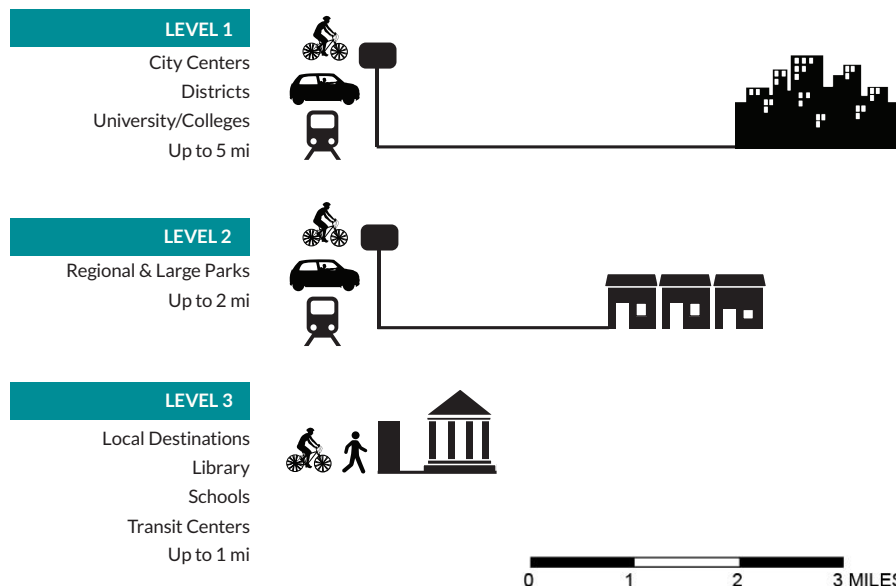 LEVEL 1
City Centers
Districts
University/Colleges
Up to 5 mi
LEVEL 2
Regional & Large Parks
Up to 2 mi
LEVEL 3
Local Destinations
Library
Schools
Transit Centers
Up to 1 mi
0 1 2 3 MILES